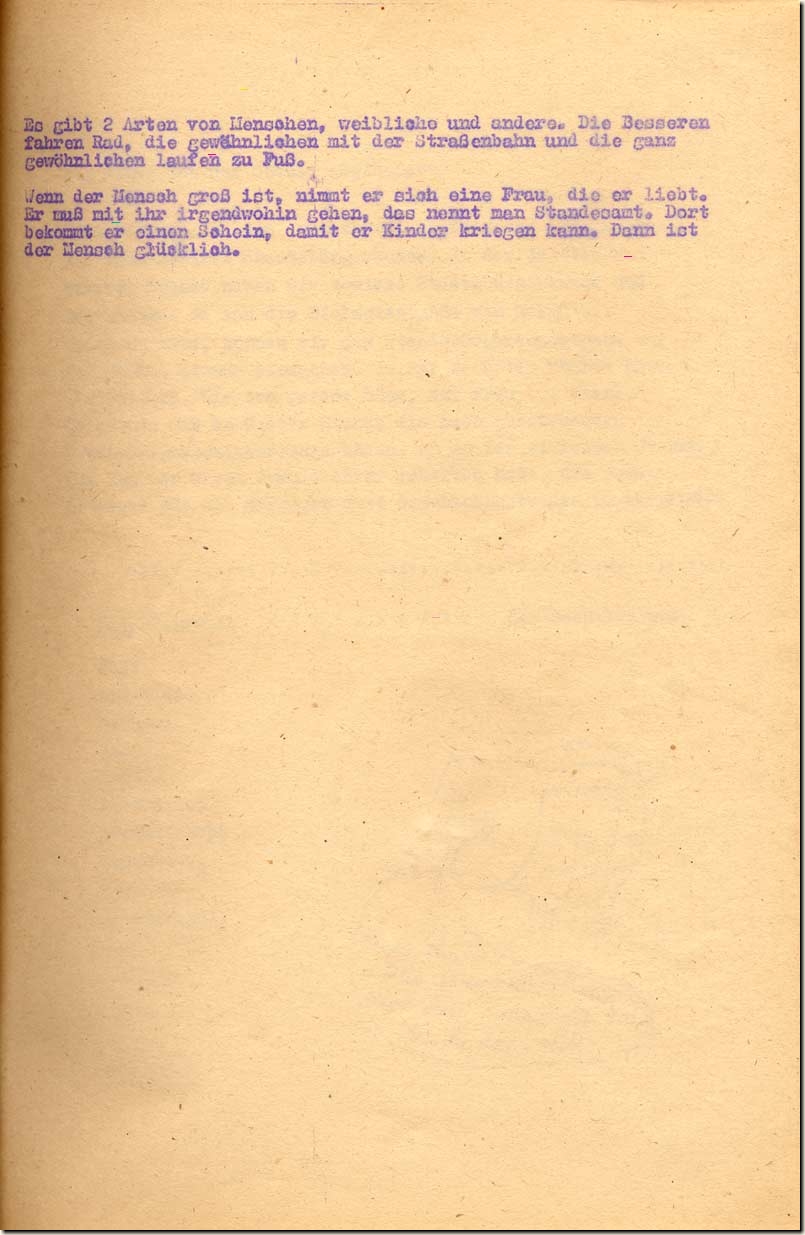 Es gibt 2 Arten von Menschen, weibliche und andere. Die Besseren
fahren Rad, die gewöhnlichen mit der Straßenbahn und die ganz
gewöhnlichen laufen zu Fuß.
Wenn der Mensch groß ist, nimmt er sich eine Frau, die er liebt.
Er muß mit ihr irgendwohin gehen, das nennt man Standesamt. Dort
bekommt er einen Schein, damit er Kinder kriegen kann. Dann ist
der Mensch glücklich.